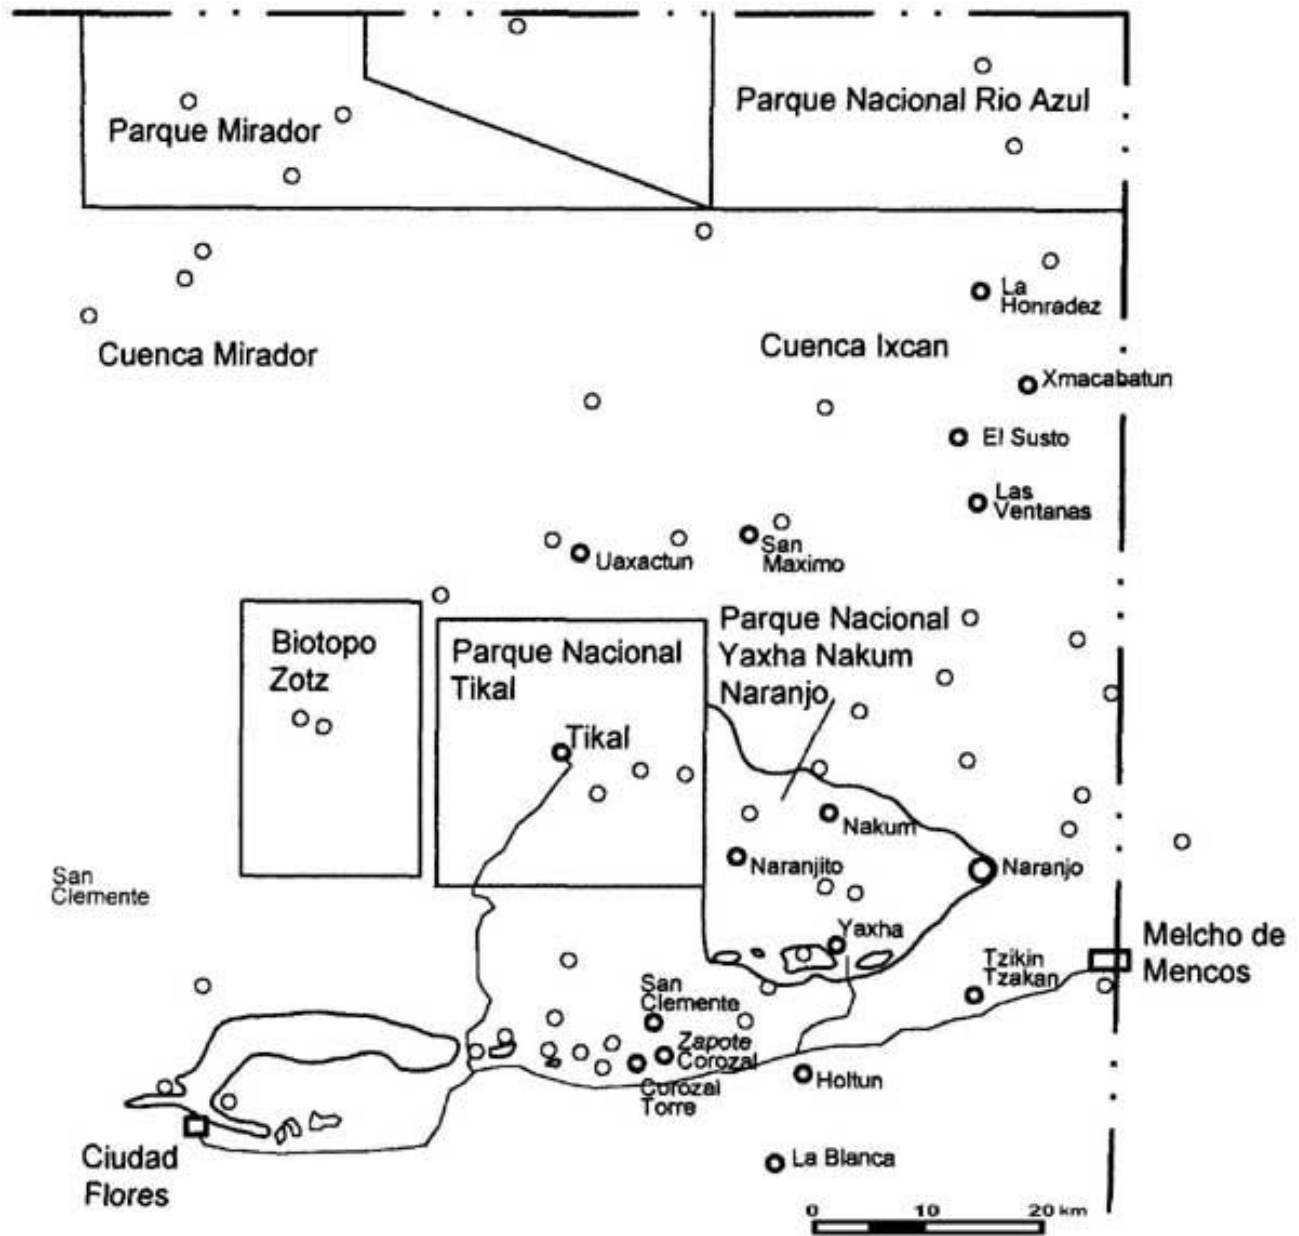 Parque Nacional Rio Azul
Parque Mirador
La
Honradez
Cuenca Mirador
Cuenca Ixcan
Xmacabatun
El Susto
Las
Ventanas
Uaxactun
San
Maximo
Biotopo
Zotz
Parque Nacional
Tikal
Parque Nacional
Yaxha Nakum
Naranjo
Tikal
Nakum
Naranjito
Naranjo
San
Clemente
Yaxha
Melcho de
Mencos
Tzikin
Tzakan
San
Clemente
Zapote
Corozal
Corozal
Torre
Holtun
Ciudad
Flores
La Blanca
0 10 20 km